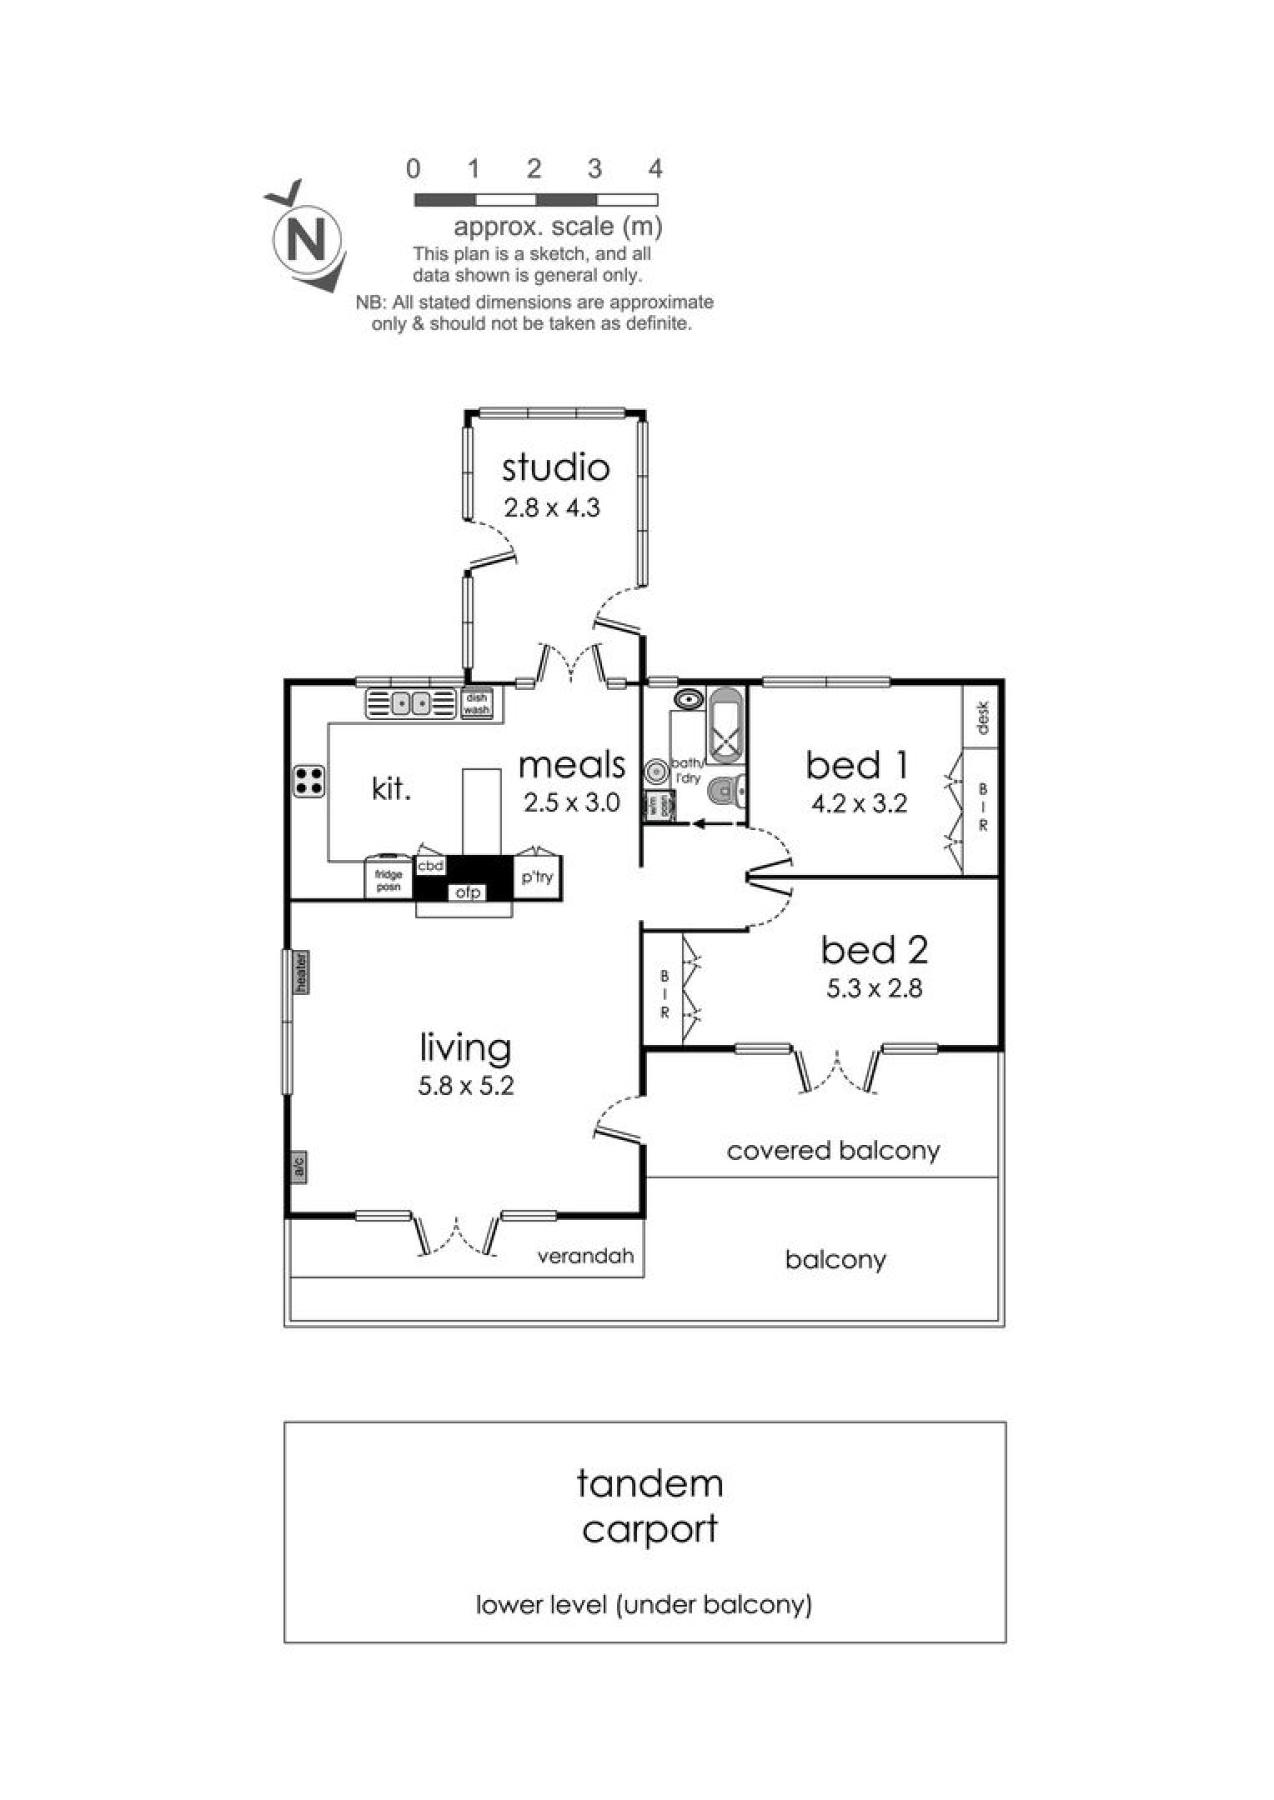 0 1 2 3 4
approx. scale (m)
N
This plan is a sketch, and all
data shown is general only.
NB: All stated dimensions are approximate
only & should not be taken as definite.
studio
2.8 x 4.3
dish
wash
kit.
meals
2.5 x 3.0
bath/
l'dry
w/m
posn
bed 1
4.2 x 3.2
desk
B
I
R
fridge
posn
cbd
ofp
p'try
heater
living
5.8 x 5.2
a/c
B
I
R
bed 2
5.3 x 2.8
covered balcony
verandah
balcony
tandem
carport
lower level (under balcony)